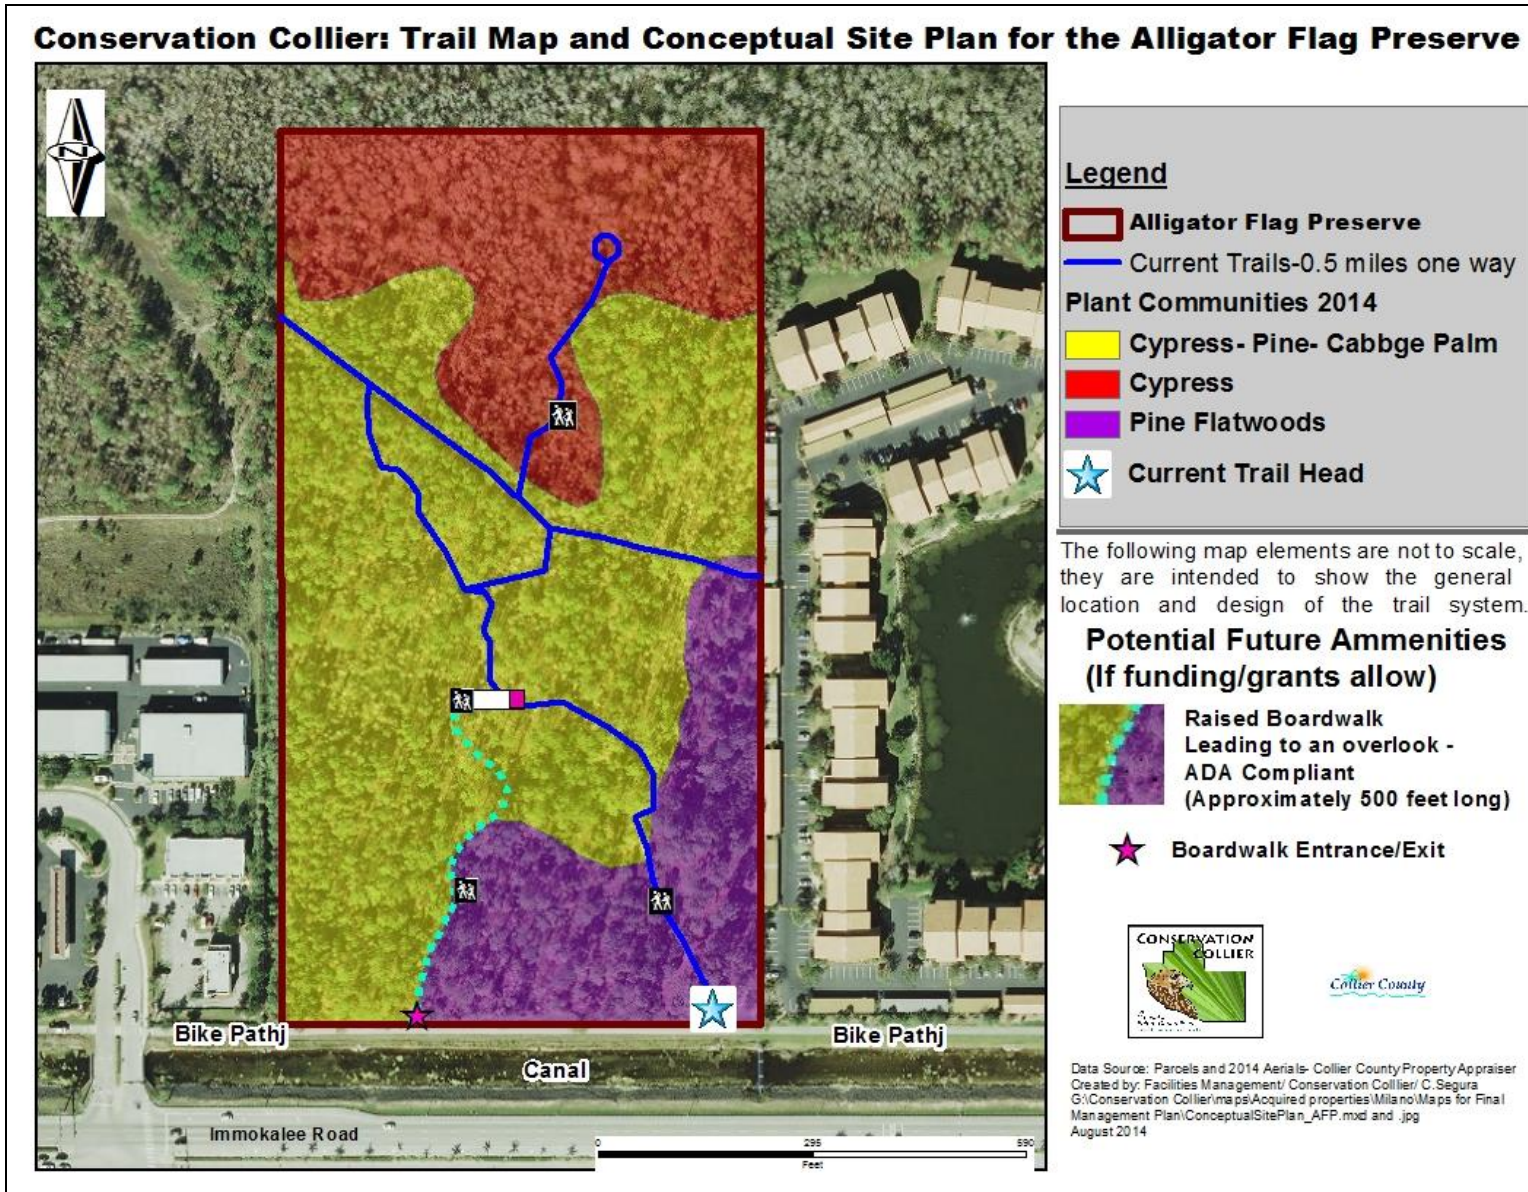 Conservation Collier: Trail Map and Conceptual Site Plan for the Alligator Flag Preserve
N
Legend
Alligator Flag Preserve
Current Trails-0.5 miles one way
Plant Communities 2014
Cypress- Pine- Cabbge Palm
Cypress
Pine Flatwoods
Current Trail Head
The following map elements are not to scale,
they are intended to show the general
location and design of the trail system.
Potential Future Ammenities
(If funding/grants allow)
Raised Boardwalk
Leading to an overlook -
ADA Compliant
(Approximately 500 feet long)
Boardwalk Entrance/Exit
CONSERVATION
COLLIER
Collier County
Bike Pathj
Bike Pathj
Canal
Immokalee Road
0 295 590
Feet
Data Source: Parcels and 2014 Aerials- Collier County Property Appraiser
Created by: Facilities Management/ Conservation Colllier/ C.Segura
G:\Conservation Collier\maps\Acquired properties\Milano\Maps for Final
Management Plan\ConceptualSitePlan_AFP.mxd and .jpg
August 2014